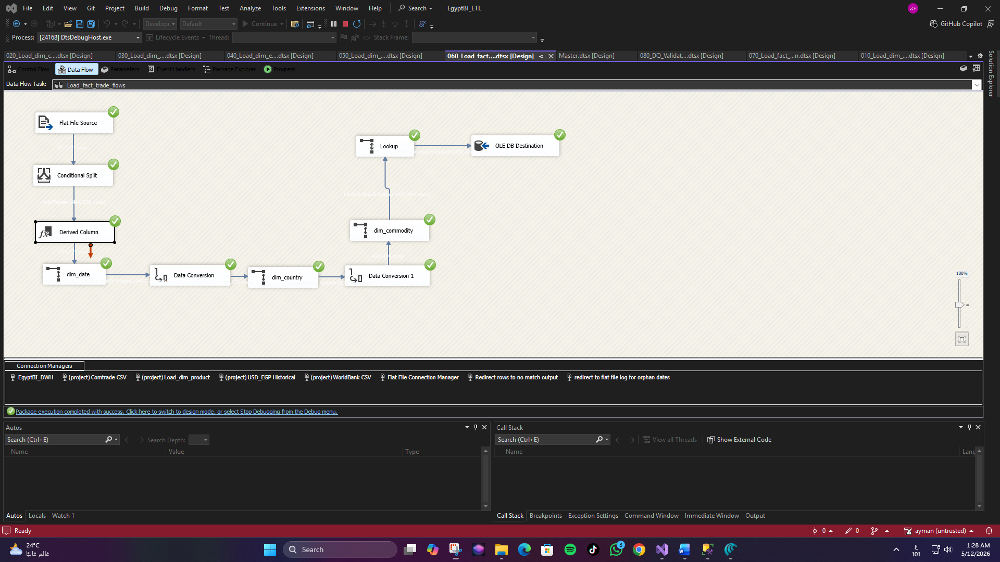 File Edit View Git Project Build Debug Format Test Analyze Tools Extensions Window Help Search EgyptBI_ETL AF
Develop Default Continue GitHub Copilot
Process: [24168] DtsDebugHost.exe Lifecycle Events Thread: Stack Frame:
020_Load_dim_c....dtsx [Design] 030_Load_dim_....dtsx [Design] 040_Load_dim_e....dtsx [Design] 050_Load_dim_....dtsx [Design] 060_Load_fact....dtsx [Design] Master.dtsx [Design] 080_DQ_Validat....dtsx [Design] 070_Load_fact_...n.dtsx [Design] 010_Load_dim_....dtsx [Design]
Control Flow Data Flow Parameters Event Handlers Package Explorer Progress
Solution Explorer
Data Flow Task: Load_fact_trade_flows
Flat File Source
Lookup
OLE DB Destination
Conditional Split
Derived Column
dim_commodity
dim_date
Data Conversion
dim_country
Data Conversion 1
100%
Connection Managers
EgyptBI_DWH (project) Comtrade CSV (project) Load_dim_product (project) USD_EGP Historical (project) WorldBank CSV Flat File Connection Manager Redirect rows to no match output redirect to flat file log for orphan dates
Package execution completed with success. Click here to switch to design mode, or select Stop Debugging from the Debug menu.
Autos
Search (Ctrl+E) Search Depth:
Name Value Type
Autos Locals Watch 1
Call Stack
Search (Ctrl+E) View all Threads Show External Code
Name Lang
Call Stack Breakpoints Exception Settings Command Window Immediate Window Output
Ready 0 0 ayman (untrusted)
24°C
غائم غالبًا
Search
3
ع
101
1:28 AM
5/12/2026